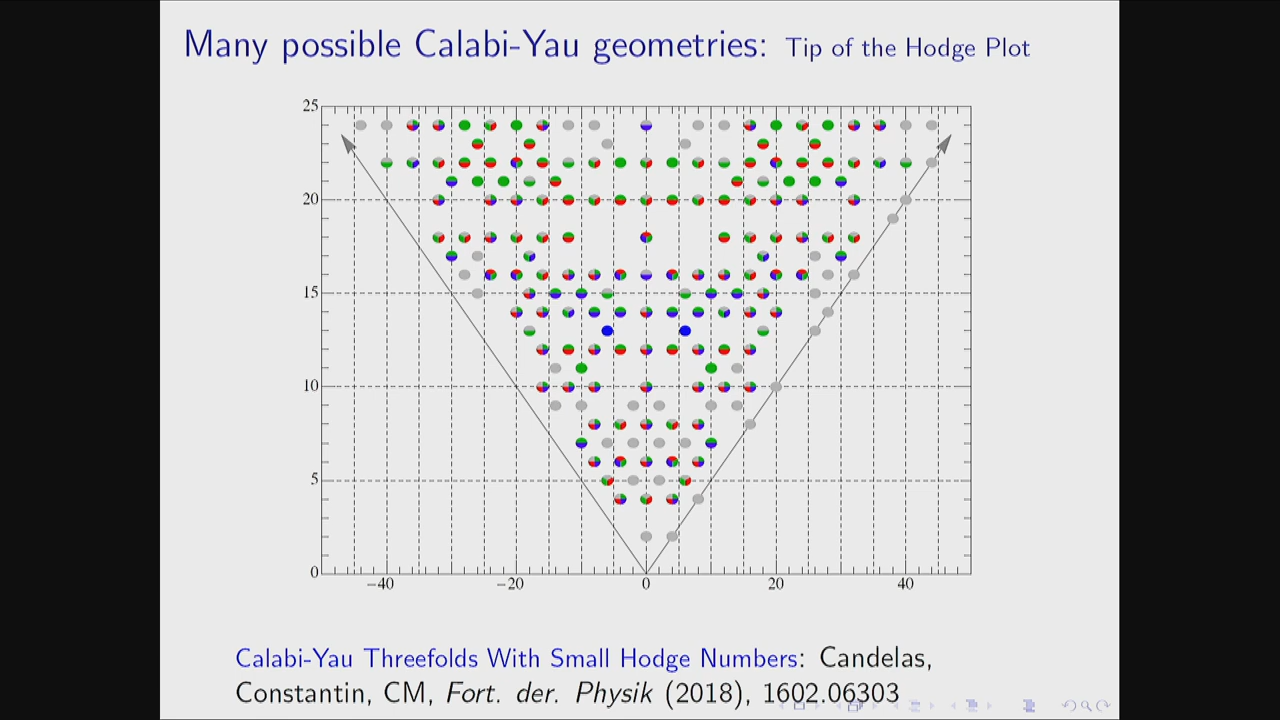 Many possible Calabi-Yau geometries: Tip of the Hodge Plot
25
20
15
10
5
0
−40 −20 0 20 40
Calabi-Yau Threefolds With Small Hodge Numbers: Candelas,
Constantin, CM, Fort. der. Physik (2018), 1602.06303